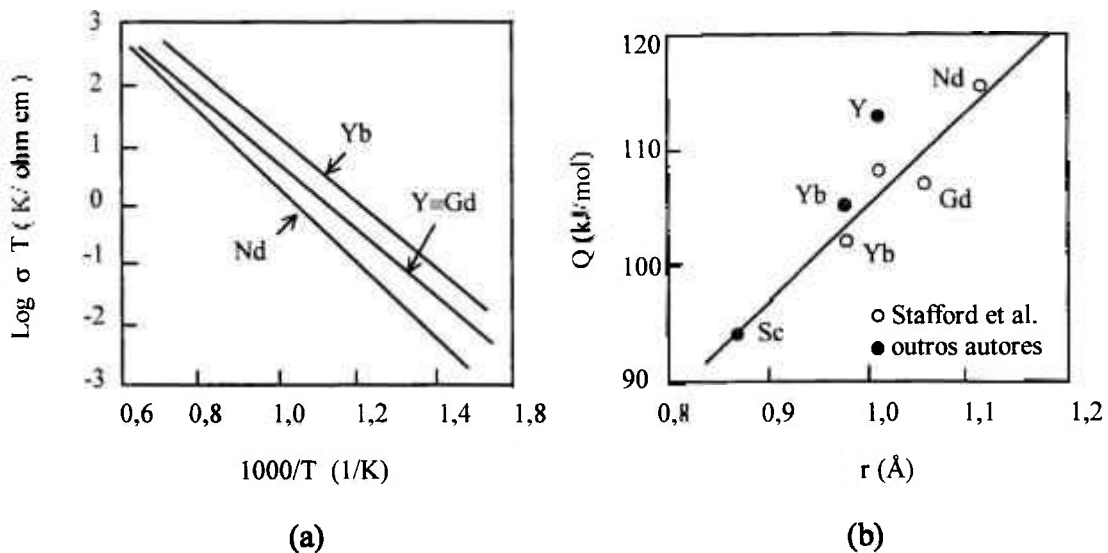 3
2
1
0
-1
-2
-3
Log σ T ( K/ ohm cm )
Yb
Y≡Gd
Nd
0,6 0,8 1,0 1,2 1,4 1,8
1000/T (1/K)
(a)
120
110
100
90
Q (kJ/mol)
Nd
Y
Gd
Yb
Yb
Sc
○ Stafford et al.
● outros autores
0,8 0,9 1,0 1,1 1,2
r (Å)
(b)